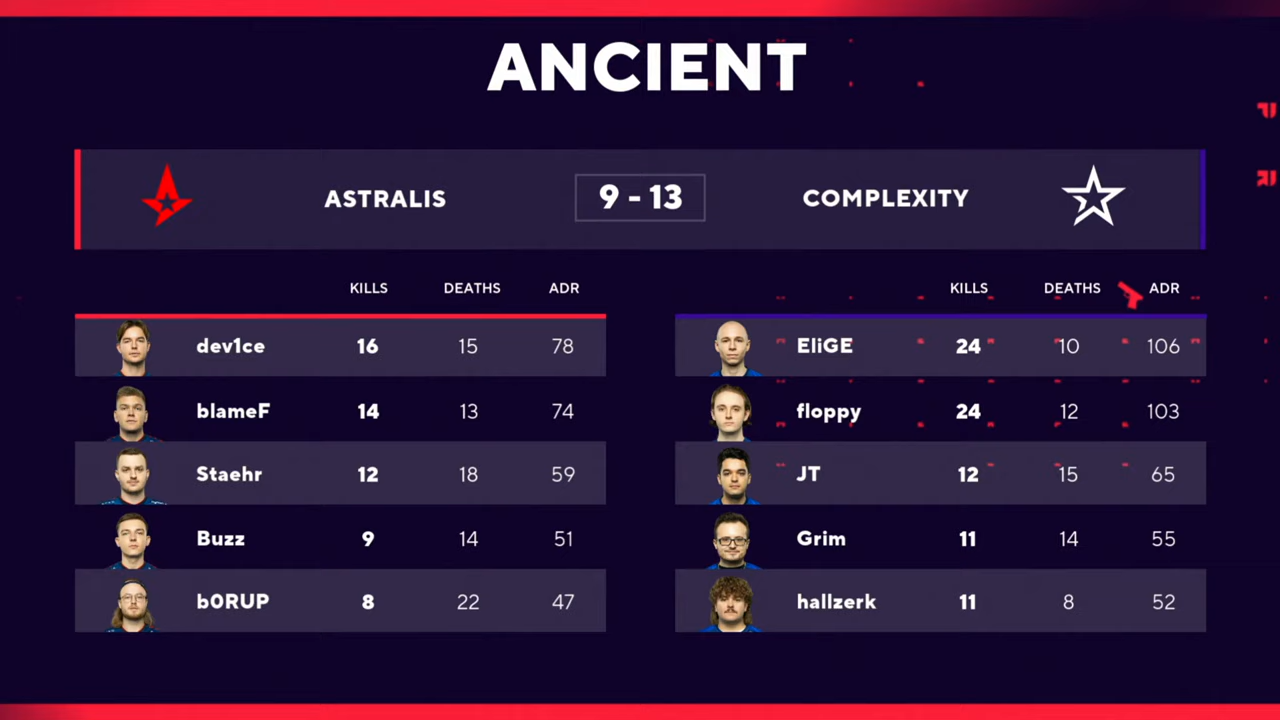 ANCIENT
ASTRALIS 9 - 13 COMPLEXITY
KILLS DEATHS ADR KILLS DEATHS ADR
dev1ce 16 15 78 EliGE 24 10 106
blameF 14 13 74 floppy 24 12 103
Staehr 12 18 59 JT 12 15 65
Buzz 9 14 51 Grim 11 14 55
b0RUP 8 22 47 hallzerk 11 8 52